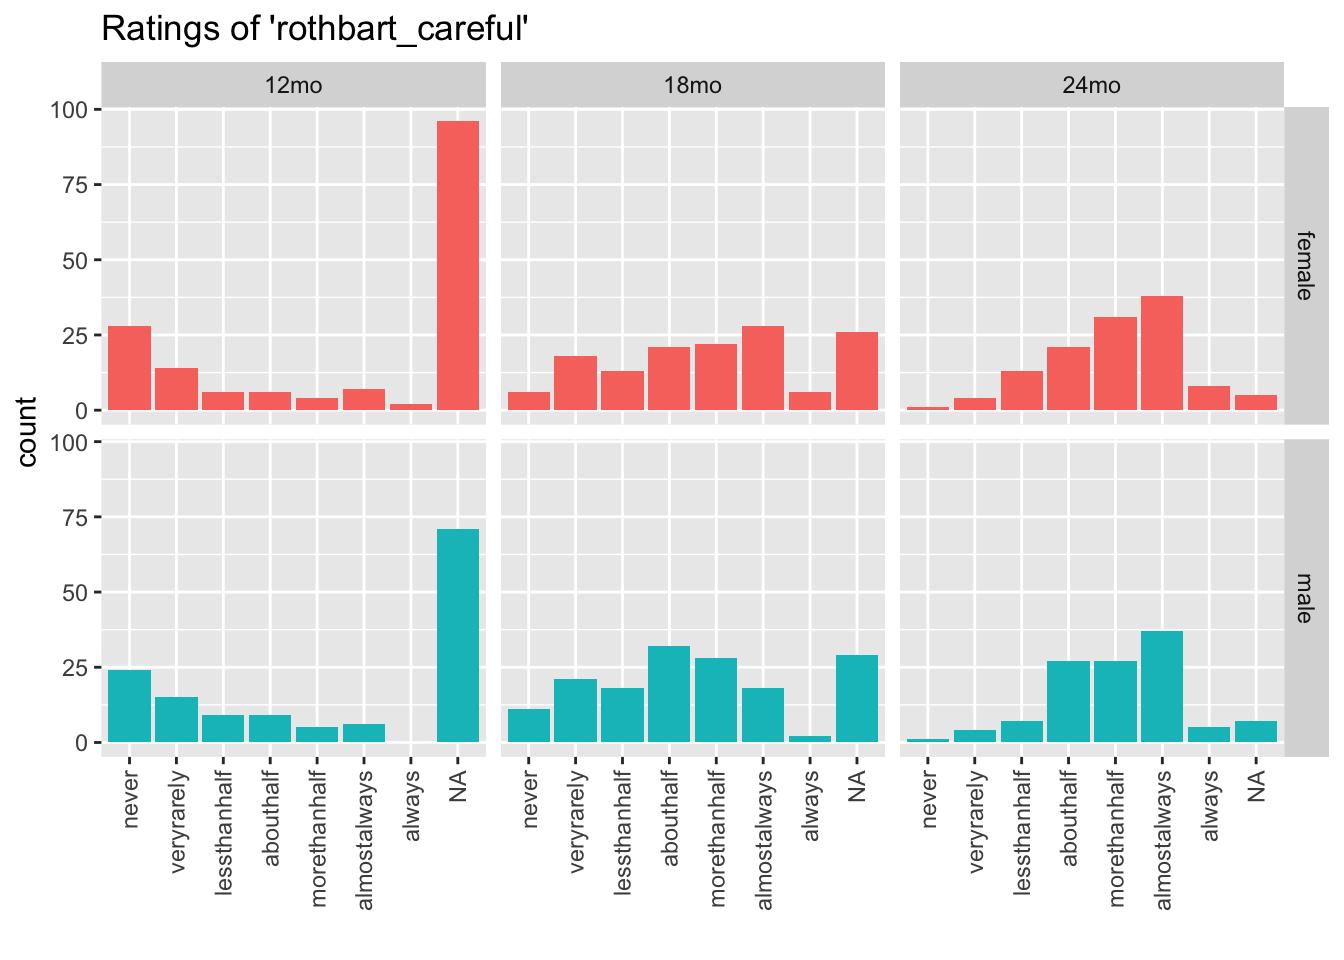 Ratings of 'rothbart_careful'
12mo 18mo 24mo
100
75
50
25
0
female
count
100
75
50
25
0
male
never veryrarely lessthanhalf abouthalf morethanhalf almostalways always NA never veryrarely lessthanhalf abouthalf morethanhalf almostalways always NA never veryrarely lessthanhalf abouthalf morethanhalf almostalways always NA